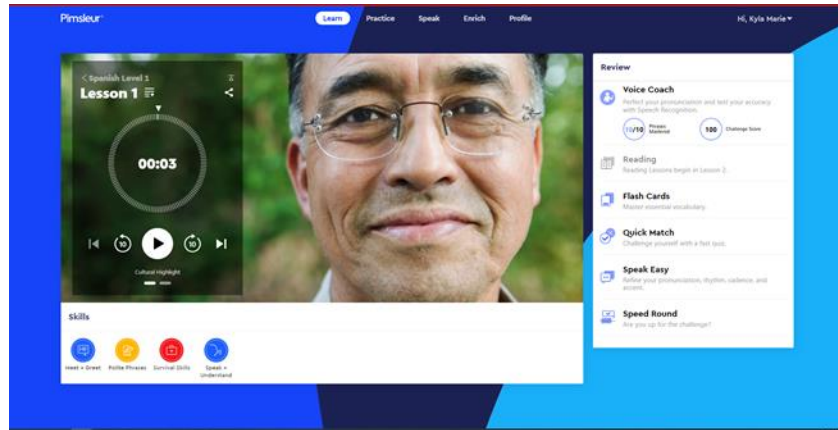 Pimsleur
Learn Practice Speak Enrich Profile
Hi, Kyla Marie
Spanish Level 1
Lesson 1
00:03
10 10
Cultural Highlight
Skills
Meet + Greet
Polite Phrases
Survival Skills
Speak +
Understand
Review
Voice Coach
Perfect your pronunciation and test your accuracy
with Speech Recognition.
10/10 Phrases
Mastered
100 Challenge Score
Reading
Reading Lessons begin in Lesson 2.
Flash Cards
Master essential vocabulary.
Quick Match
Challenge yourself with a fast quiz.
Speak Easy
Refine your pronunciation, rhythm, cadence, and
accent.
Speed Round
Are you up for the challenge?